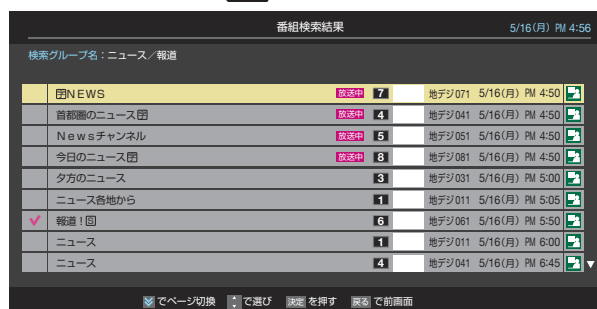 番組検索結果 5/16(月) PM 4:56
検索グループ名：ニュース／報道
字NEWS 放送中 7 地デジ071 5/16(月) PM 4:50
首都圏のニュース字 放送中 4 地デジ041 5/16(月) PM 4:50
Newsチャンネル 放送中 5 地デジ051 5/16(月) PM 4:50
今日のニュース字 放送中 8 地デジ081 5/16(月) PM 4:50
夕方のニュース 3 地デジ031 5/16(月) PM 5:00
ニュース各地から 1 地デジ011 5/16(月) PM 5:05
報道！S 6 地デジ061 5/16(月) PM 5:50
ニュース 1 地デジ011 5/16(月) PM 6:00
ニュース 4 地デジ041 5/16(月) PM 6:45 ▼
でページ切換 で選び 決定 を押す 戻る で前画面